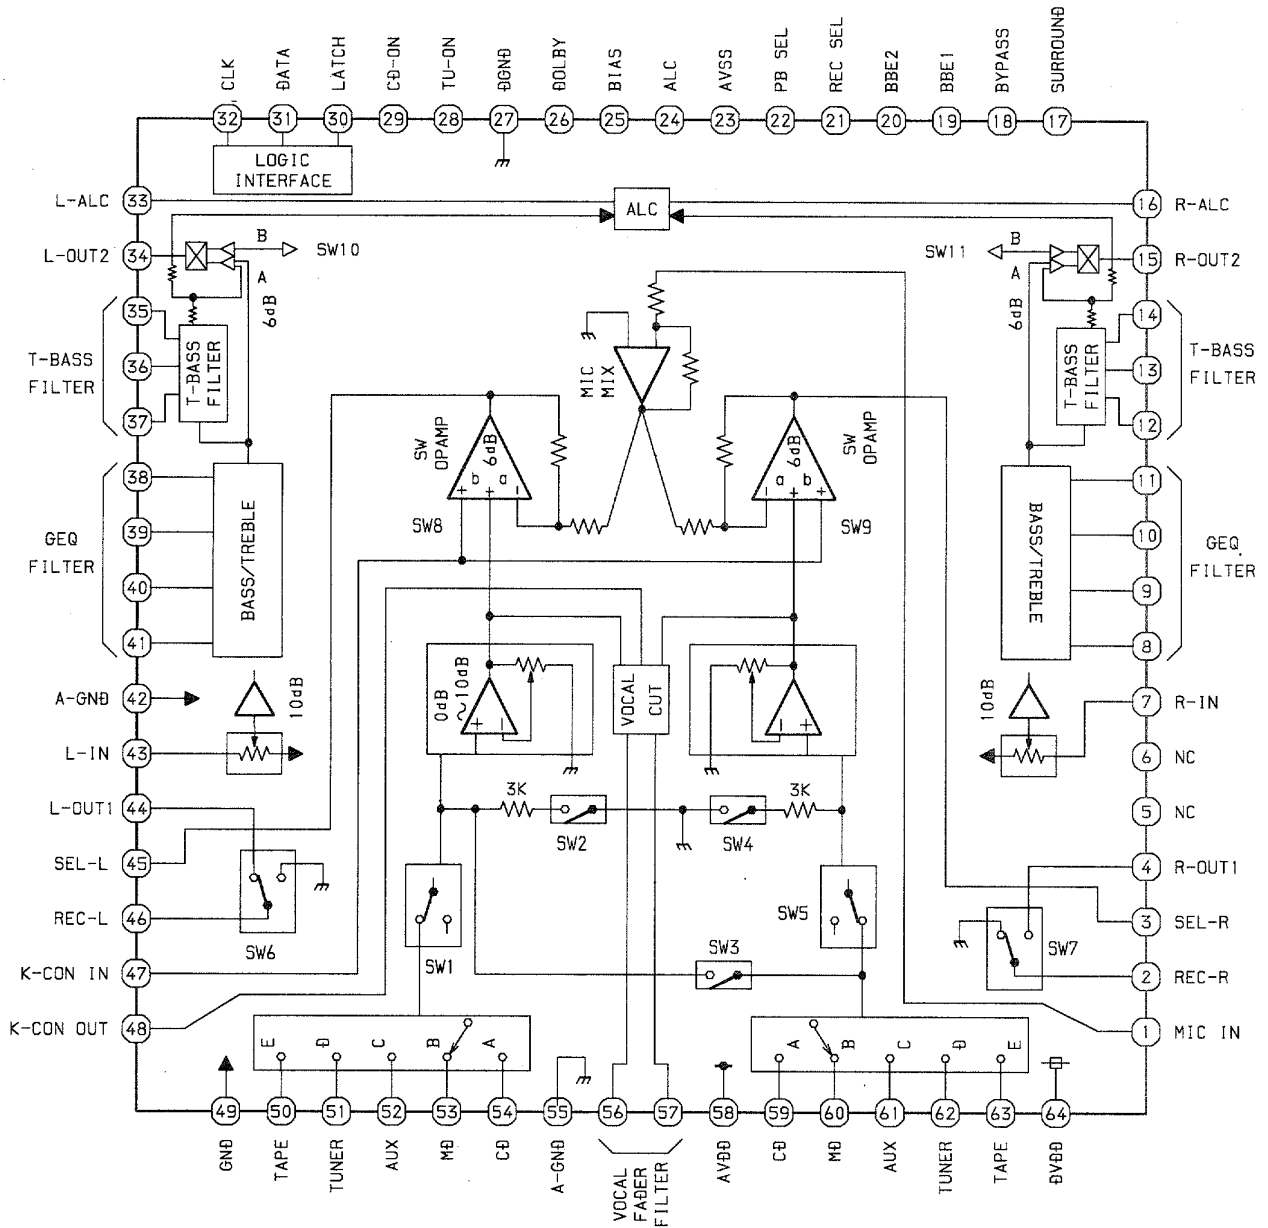 CLK
DATA
LATCH
CD-ON
TU-ON
DGND
DOLBY
BIAS
ALC
AVSS
PB SEL
REC SEL
BBE2
BBE1
BYPASS
SURROUND
32 31 30 29 28 27 26 25 24 23 22 21 20 19 18 17
LOGIC
INTERFACE
L-ALC 33
ALC
16 R-ALC
L-OUT2 34
B
SW10
A
6dB
SW11
B
A
6dB
15 R-OUT2
35
36
37
T-BASS
FILTER
T-BASS
FILTER
MIC
MIX
T-BASS
FILTER
14
13
12
T-BASS
FILTER
SW
OPAMP
6dB
b a
+ + -
SW8
SW
OPAMP
6dB
a b
- + +
SW9
38
39
40
41
GEQ
FILTER
BASS/TREBLE
BASS/TREBLE
11
10
9
8
GEQ
FILTER
A-GND 42
10dB
L-IN 43
0dB
~10dB
+ -
VOCAL
CUT
- +
10dB
7 R-IN
6 NC
L-OUT1 44
3K
SW2
SW4
3K
5 NC
SEL-L 45
4 R-OUT1
REC-L 46
SW6
SW1
SW5
SW3
SW7
3 SEL-R
K-CON IN 47
2 REC-R
K-CON OUT 48
1 MIC IN
E D C B A
A B C D E
49 50 51 52 53 54 55 56 57 58 59 60 61 62 63 64
GND
TAPE
TUNER
AUX
MD
CD
A-GND
VOCAL
FADER
FILTER
AVDD
CD
MD
AUX
TUNER
TAPE
DVDD